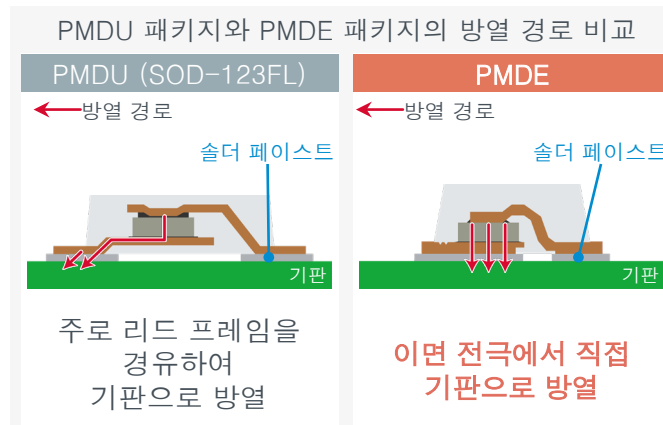 PMDU 패키지와 PMDE 패키지의 방열 경로 비교
PMDU (SOD-123FL)
방열 경로
솔더 페이스트
기판
주로 리드 프레임을
경유하여
기판으로 방열
PMDE
방열 경로
솔더 페이스트
기판
이면 전극에서 직접
기판으로 방열